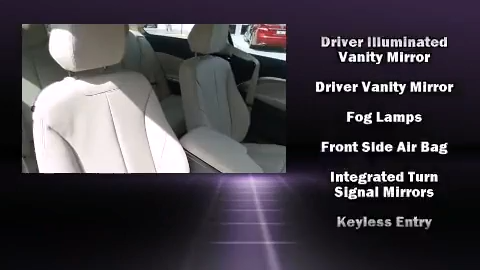 Driver Illuminated
Vanity Mirror
Driver Vanity Mirror
Fog Lamps
Front Side Air Bag
Integrated Turn
Signal Mirrors
Keyless Entry